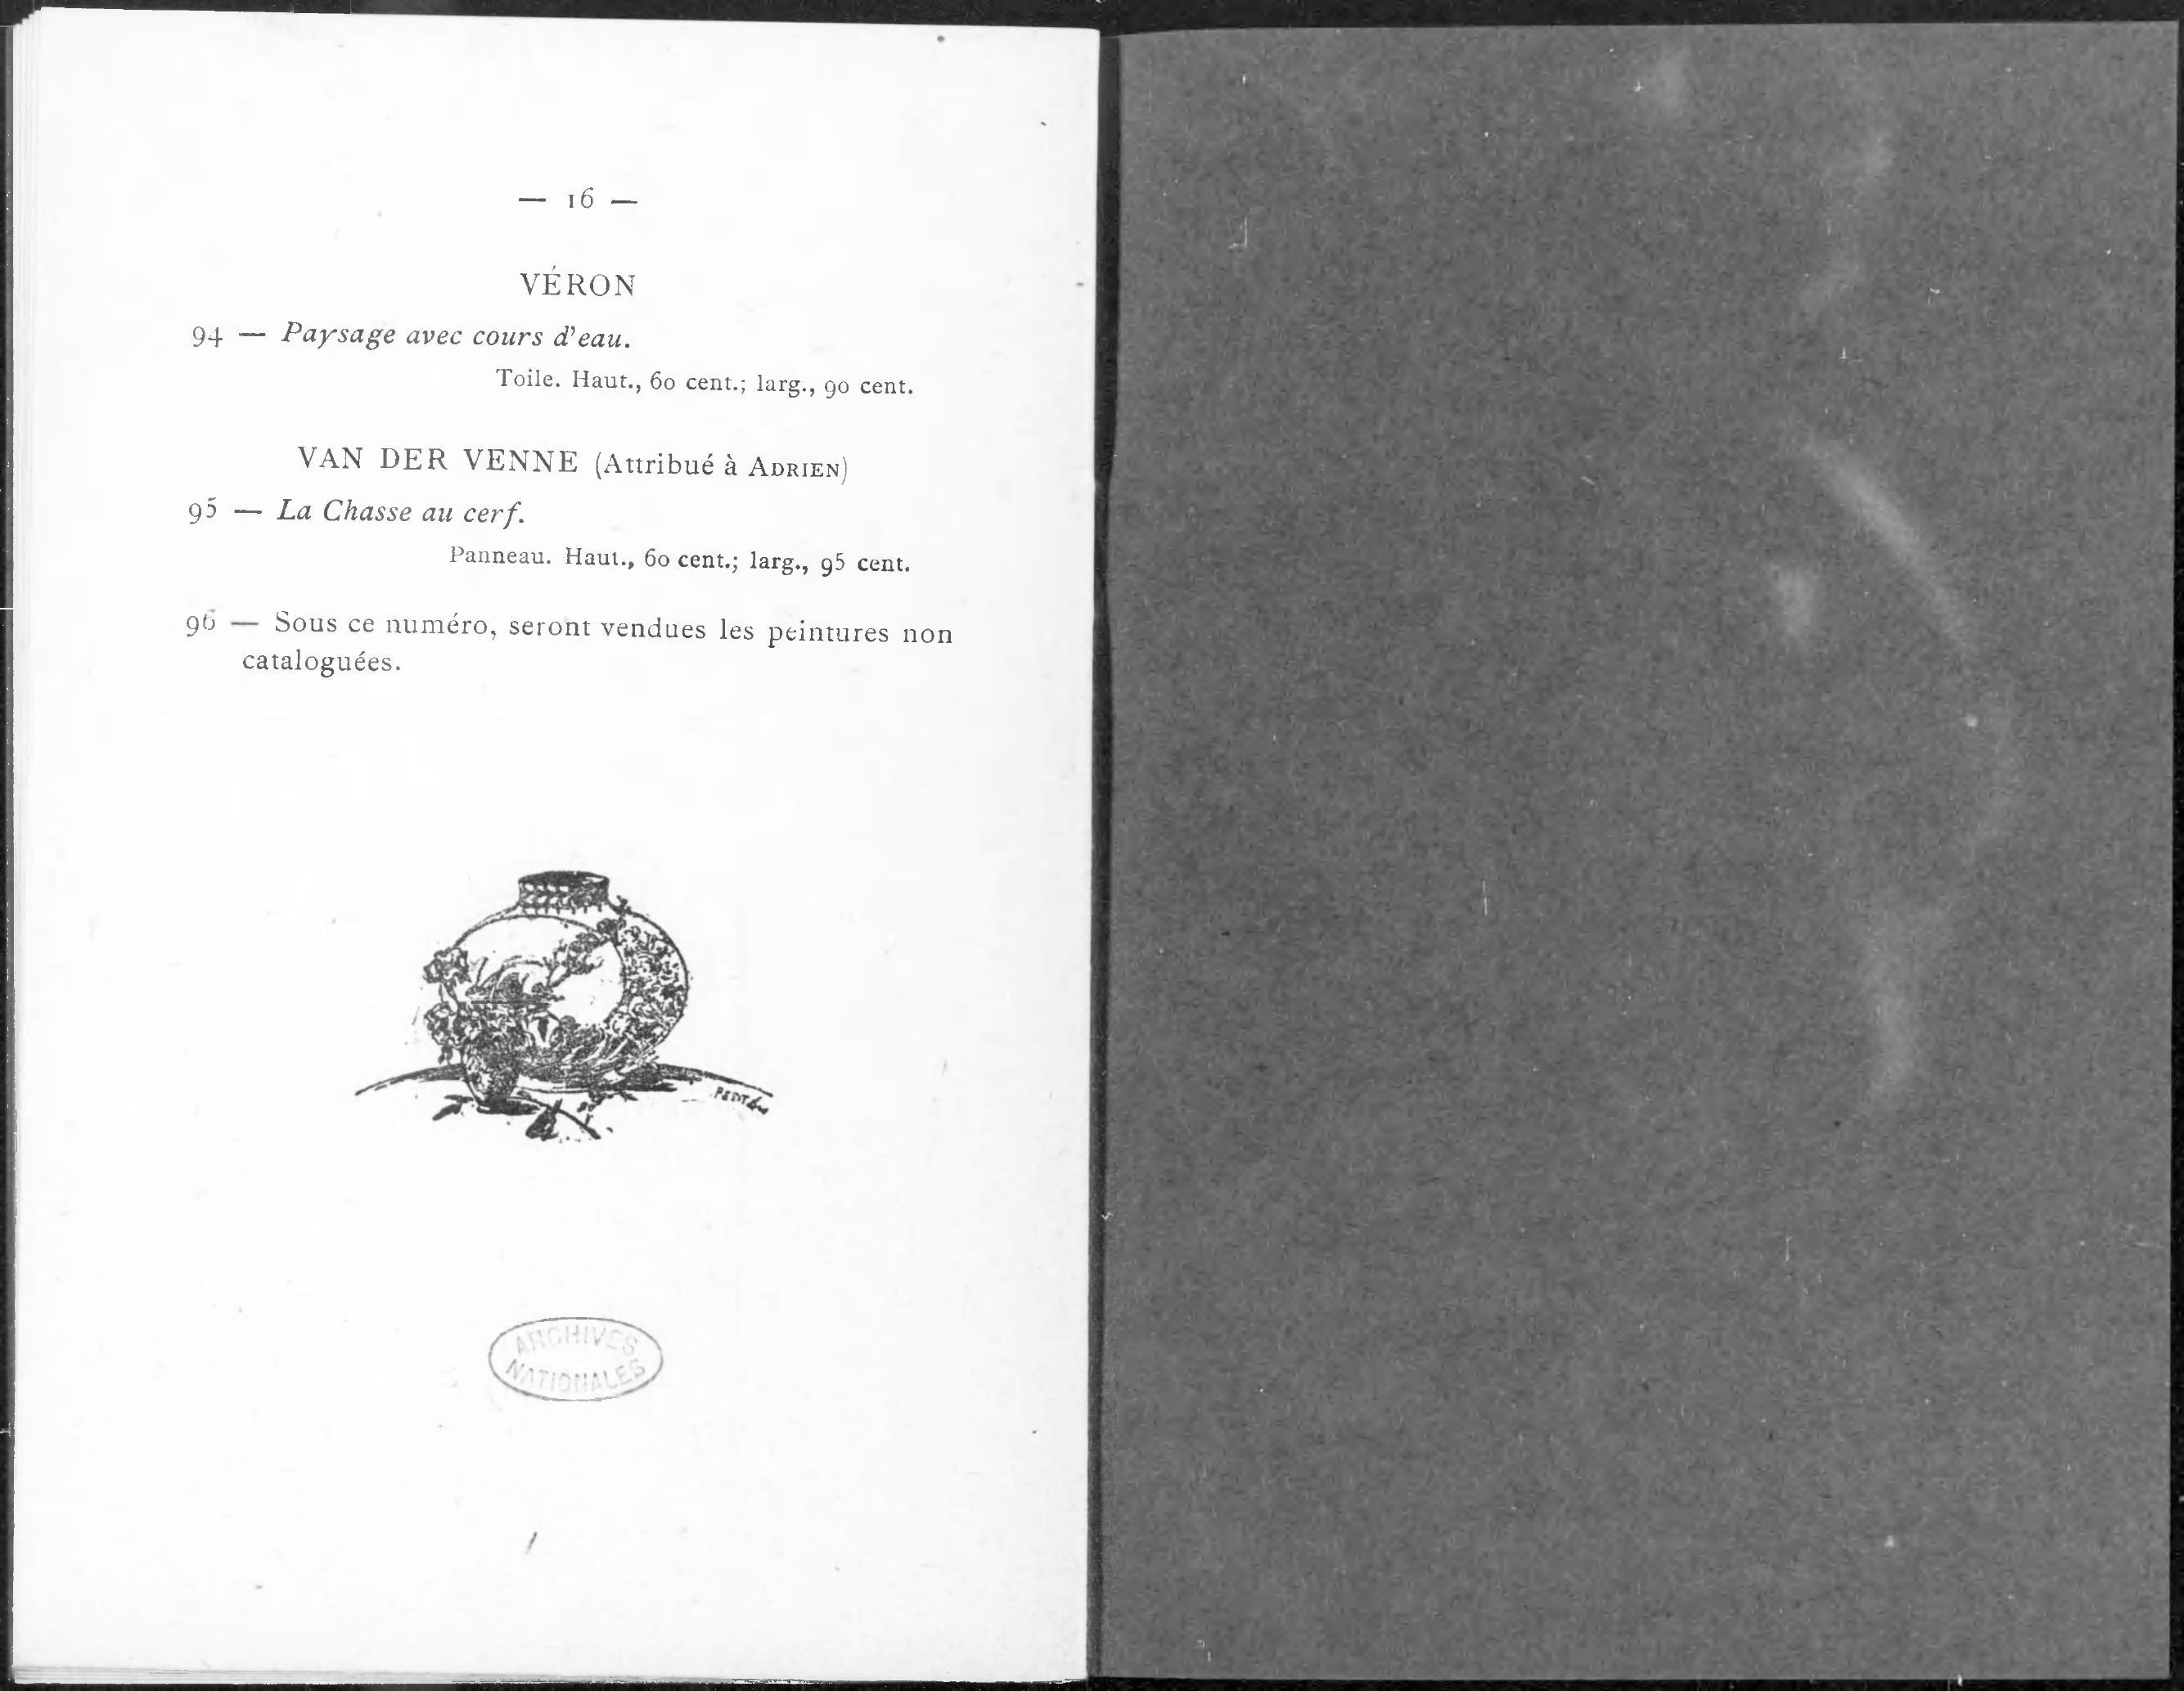 — 16 —
VÉRON
94 — Paysage avec cours d'eau.
Toile. Haut., 60 cent.; larg., 90 cent.
VAN DER VENNE (Attribué à ADRIEN)
95 — La Chasse au cerf.
Panneau. Haut., 60 cent.; larg., 95 cent.
96 — Sous ce numéro, seront vendues les peintures non
cataloguées.
ARCHIVES
NATIONALES